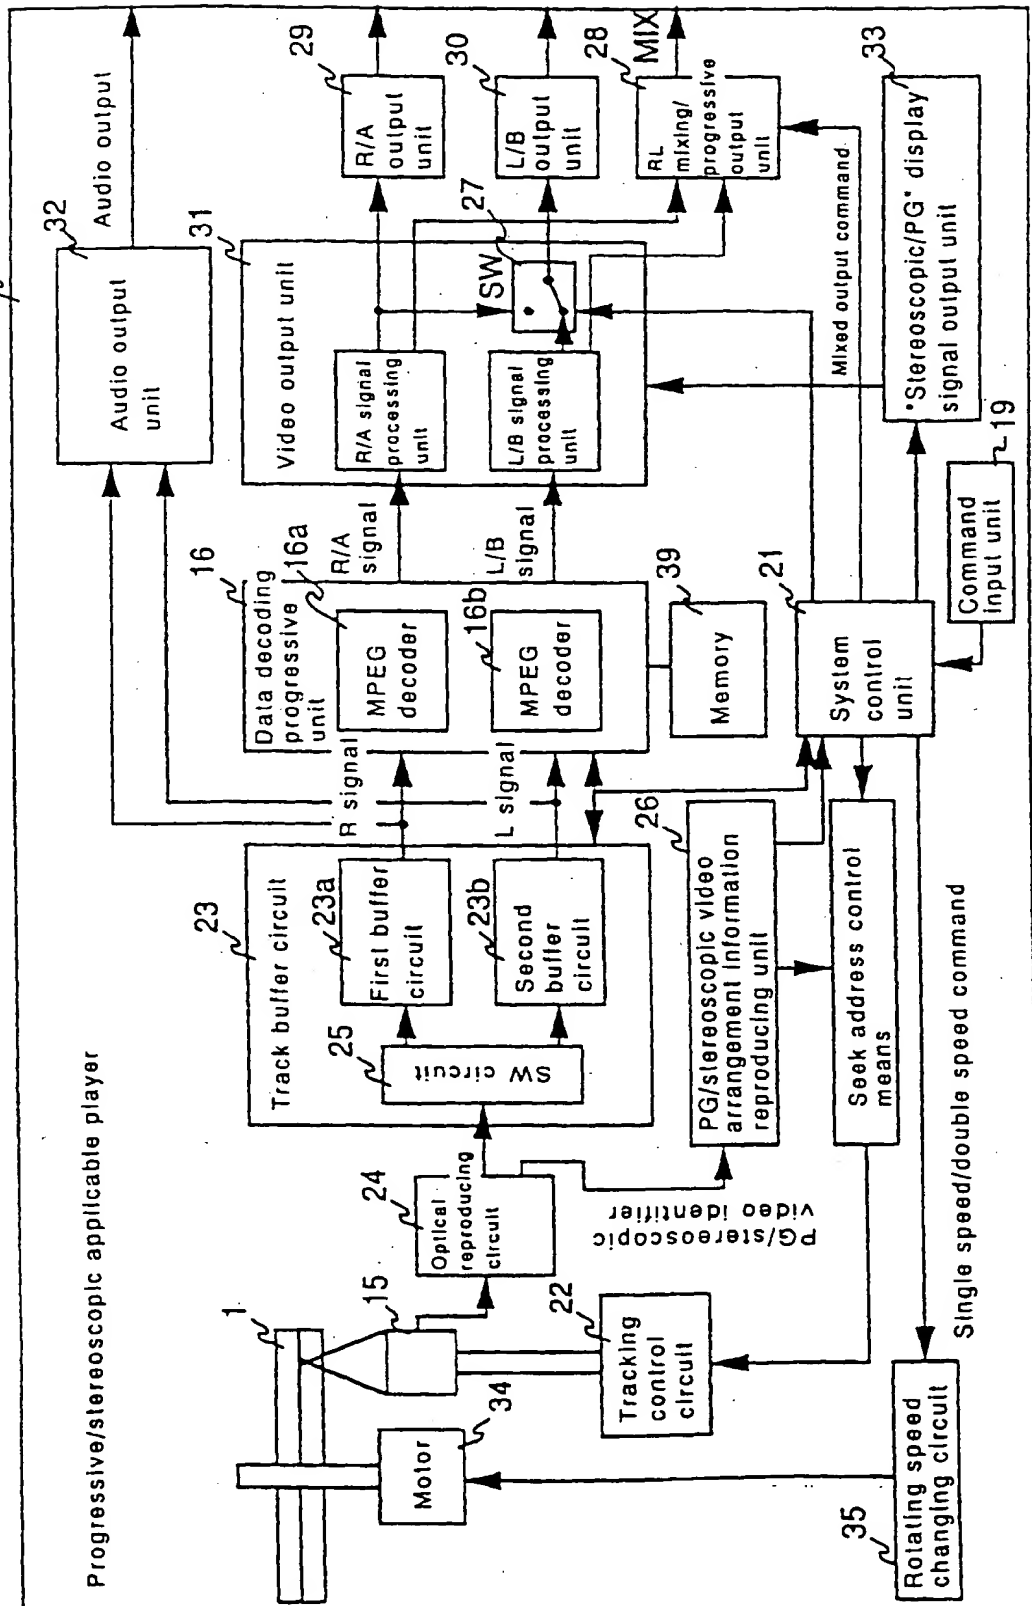 Progressive/stereoscopic applicable player
1
15
34
Motor
22
Tracking
control
circuit
35
Rotating speed
changing circuit
24
Optical
reproducing
circuit
PG/stereoscopic
video identifier
Single speed/double speed command
23
Track buffer circuit
25
SW circuit
23a
First buffer
circuit
23b
Second
buffer
circuit
26
PG/stereoscopic video
arrangement information
reproducing unit
Seek address control
means
R signal
L signal
16
Data decoding
progressive
unit
16a
MPEG
decoder
16b
MPEG
decoder
39
Memory
21
System
control
unit
19
Command
input unit
R/A
signal
L/B
signal
31
Video output unit
R/A signal
processing
unit
L/B signal
processing
unit
SW
27
32
Audio output
unit
Audio output
29
R/A
output
unit
30
L/B
output
unit
28
MIX
RL
mixing/
progressive
output
unit
Mixed output command
33
"Stereoscopic/PG" display
signal output unit